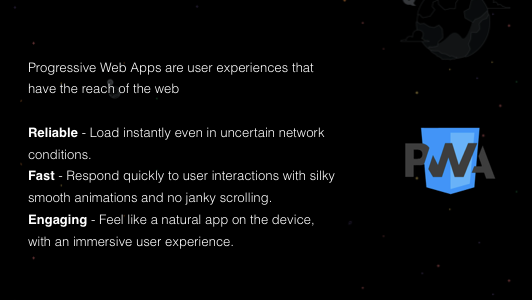 Progressive Web Apps are user experiences that
have the reach of the web
Reliable - Load instantly even in uncertain network
conditions.
Fast - Respond quickly to user interactions with silky
smooth animations and no janky scrolling.
Engaging - Feel like a natural app on the device,
with an immersive user experience.
PWA